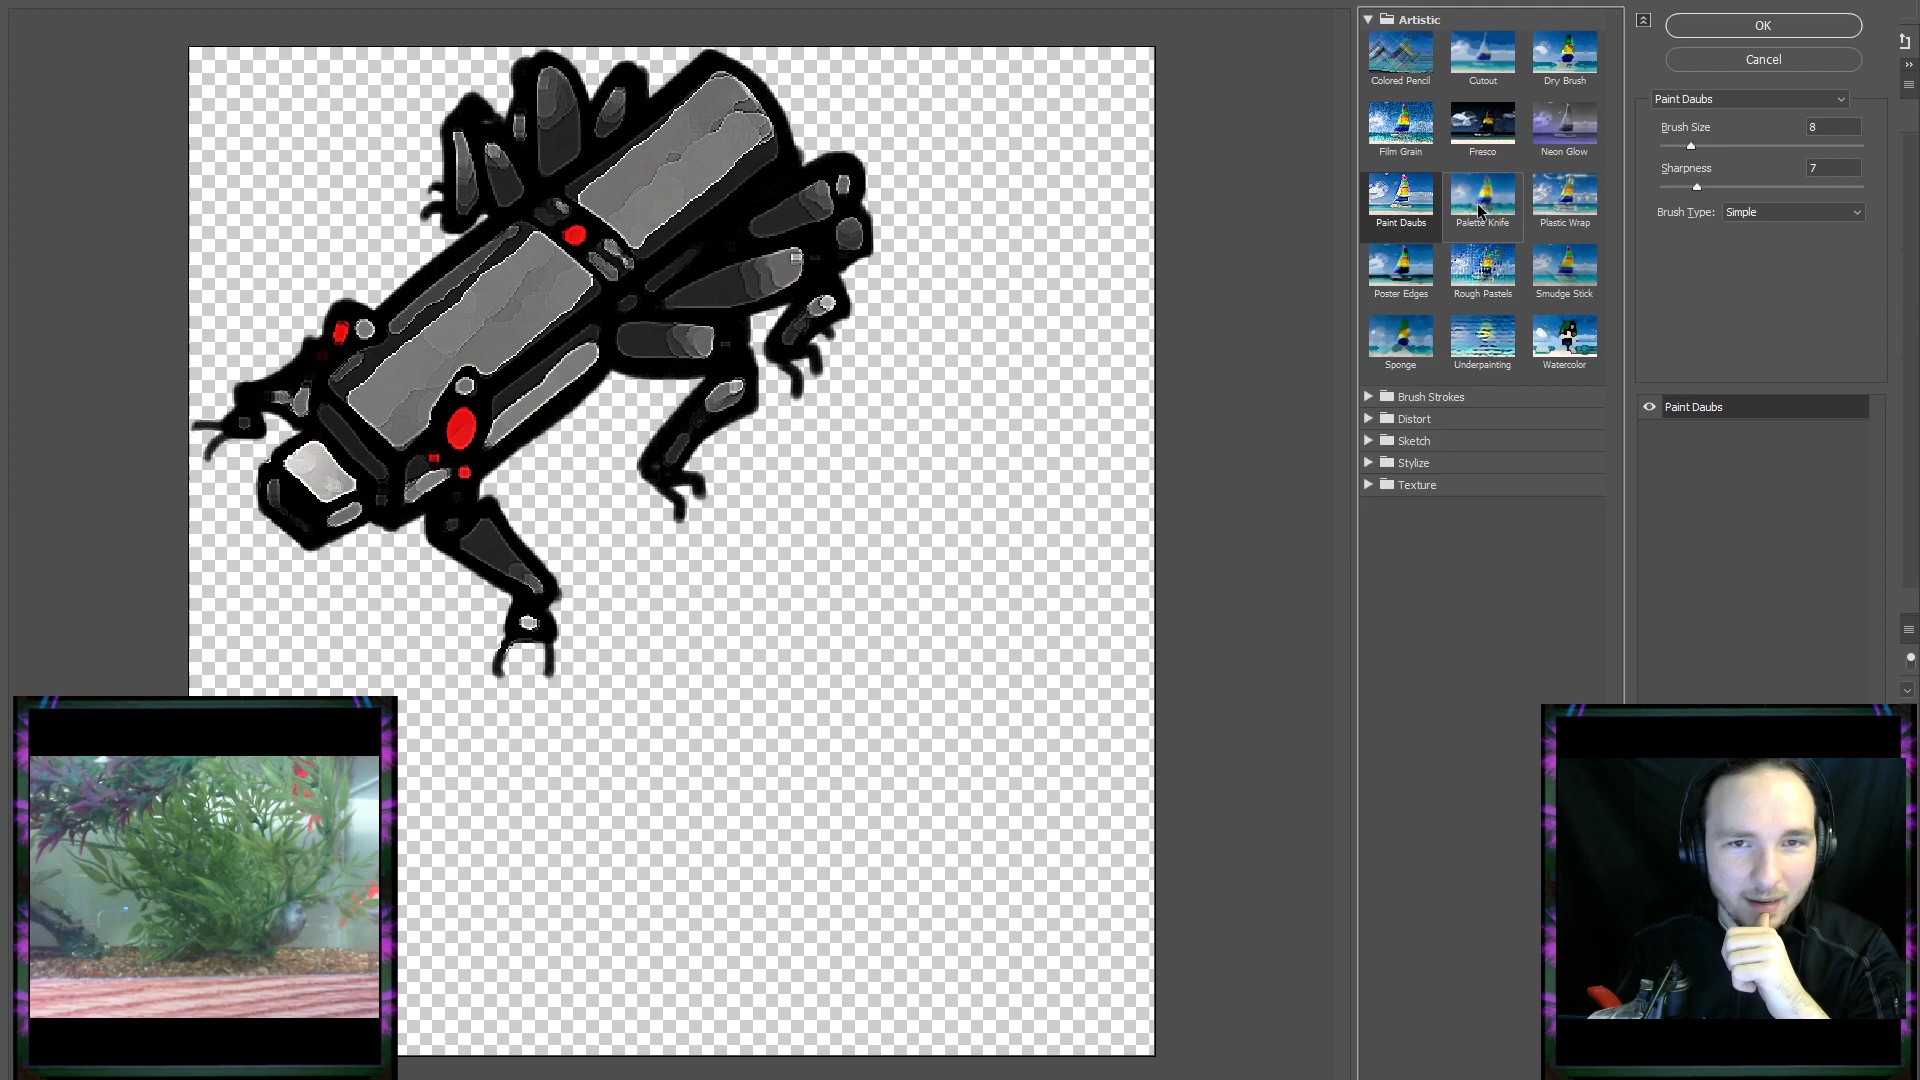 Artistic
Colored Pencil
Cutout
Dry Brush
Film Grain
Fresco
Neon Glow
Paint Daubs
Palette Knife
Plastic Wrap
Poster Edges
Rough Pastels
Smudge Stick
Sponge
Underpainting
Watercolor
Brush Strokes
Distort
Sketch
Stylize
Texture
OK
Cancel
Paint Daubs
Brush Size 8
Sharpness 7
Brush Type: Simple
Paint Daubs